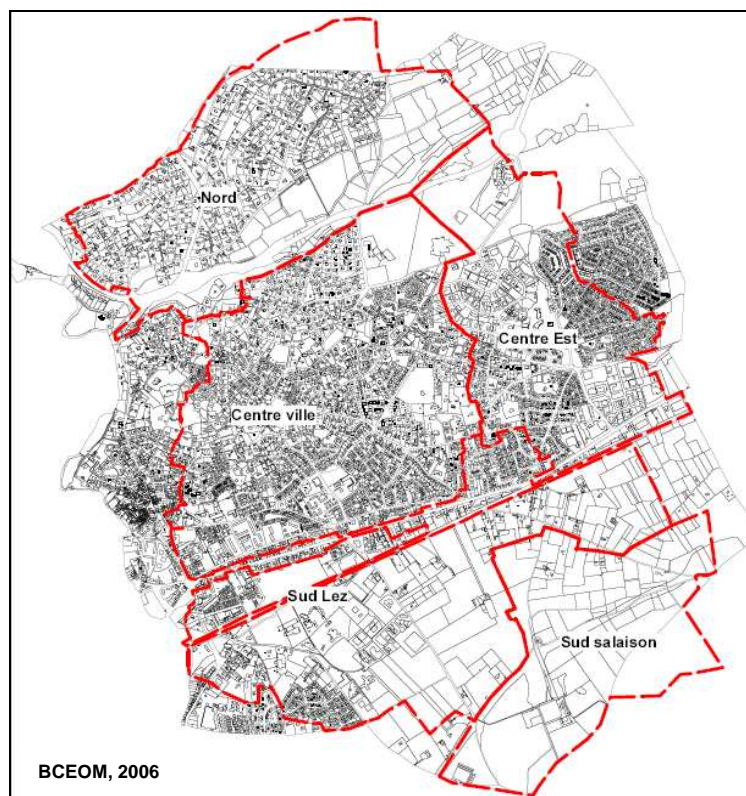 Nord
Centre Est
Centre ville
Sud Lez
Sud salaison
BCEOM, 2006